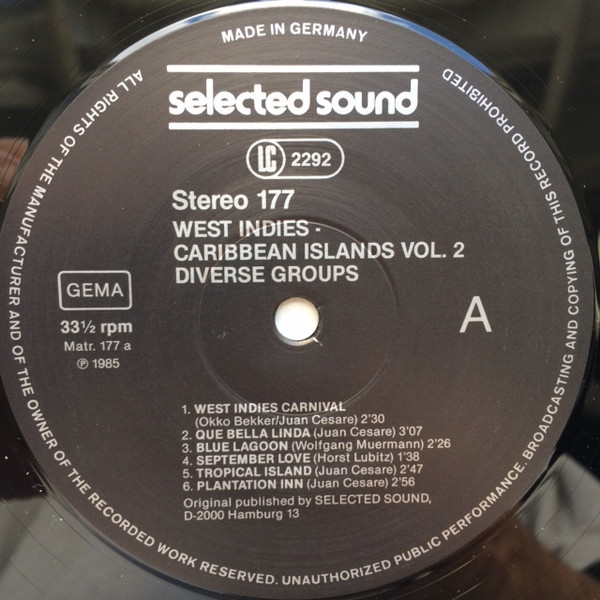 MADE IN GERMANY
selected sound
LC 2292
Stereo 177
WEST INDIES -
CARIBBEAN ISLANDS VOL. 2
DIVERSE GROUPS
GEMA
33⅓ rpm
Matr. 177 a
℗ 1985
A
1. WEST INDIES CARNIVAL
(Okko Bekker/Juan Cesare) 2'30
2. QUE BELLA LINDA (Juan Cesare) 3'07
3. BLUE LAGOON (Wolfgang Muermann) 2'26
4. SEPTEMBER LOVE (Horst Lubitz) 1'38
5. TROPICAL ISLAND (Juan Cesare) 2'47
6. PLANTATION INN (Juan Cesare) 2'56
Original published by SELECTED SOUND,
D-2000 Hamburg 13
ALL RIGHTS OF THE MANUFACTURER AND OF THE OWNER OF THE RECORDED WORK RESERVED. UNAUTHORIZED PUBLIC PERFORMANCE. BROADCASTING AND COPYING OF THIS RECORD PROHIBITED